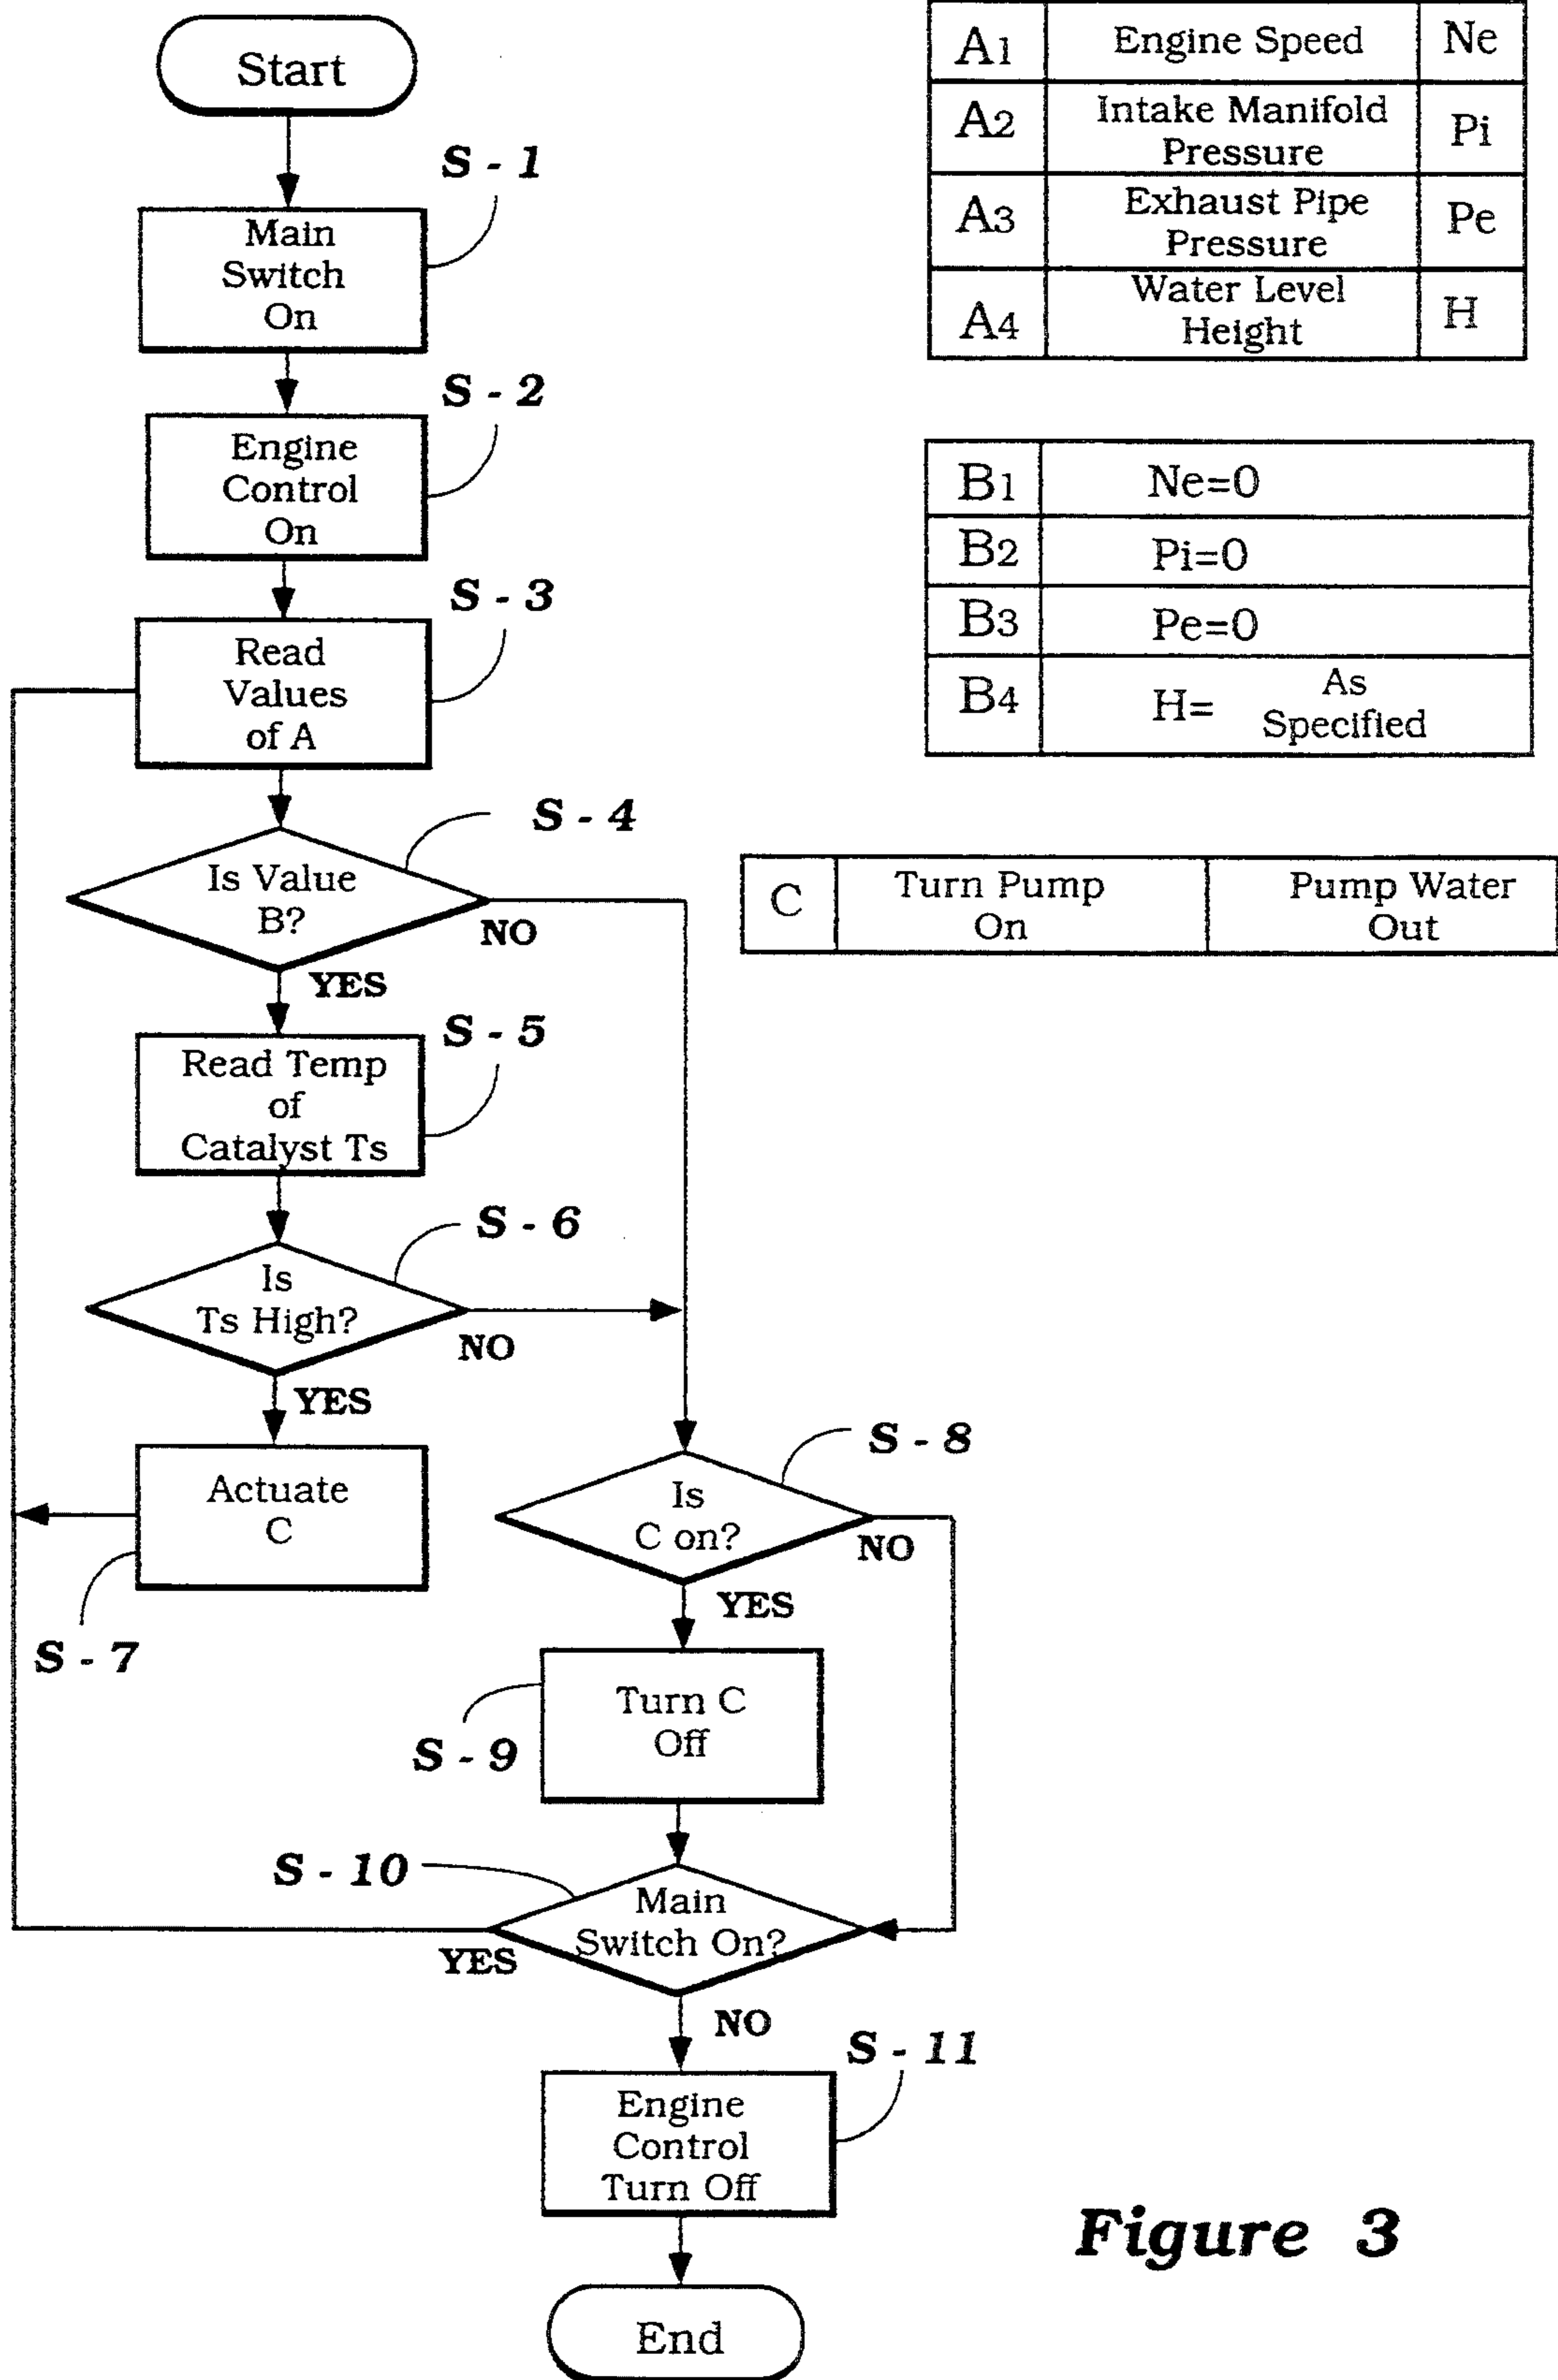 Start
S - 1
Main
Switch
On
S - 2
Engine
Control
On
S - 3
Read
Values
of A
S - 4
Is Value
B?
NO
YES
S - 5
Read Temp
of
Catalyst Ts
S - 6
Is
Ts High?
NO
YES
Actuate
C
S - 7
S - 8
Is
C on?
NO
YES
Turn C
Off
S - 9
S - 10
Main
Switch On?
YES
NO
S - 11
Engine
Control
Turn Off
End
A1 Engine Speed Ne
A2 Intake Manifold
Pressure Pi
A3 Exhaust Pipe
Pressure Pe
A4 Water Level
Height H
B1 Ne=0
B2 Pi=0
B3 Pe=0
B4 H= As
Specified
C Turn Pump
On
Pump Water
Out
Figure 3